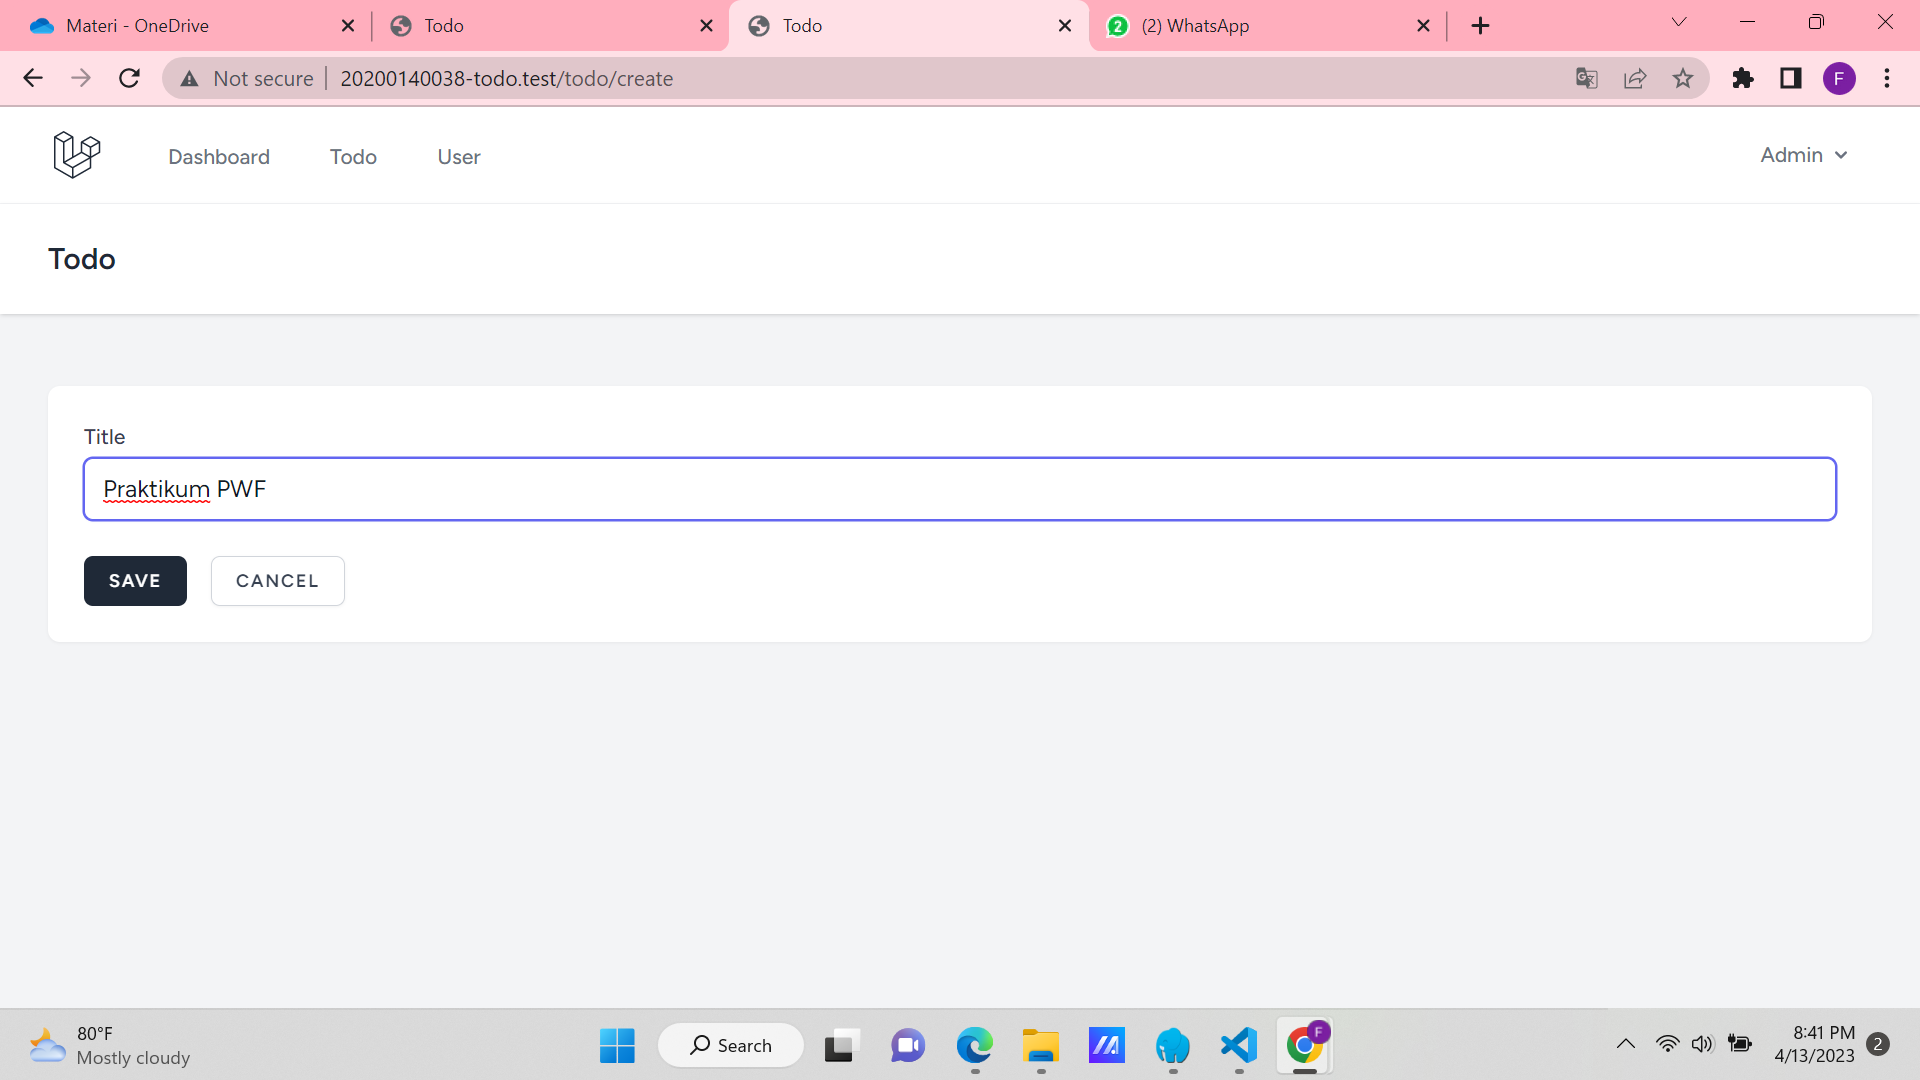 Materi - OneDrive
Todo
Todo
2
(2) WhatsApp
Not secure
20200140038-todo.test/todo/create
F
Dashboard
Todo
User
Admin
Todo
Title
Praktikum PWF
SAVE
CANCEL
80°F
Mostly cloudy
Search
F
8:41 PM
4/13/2023
2